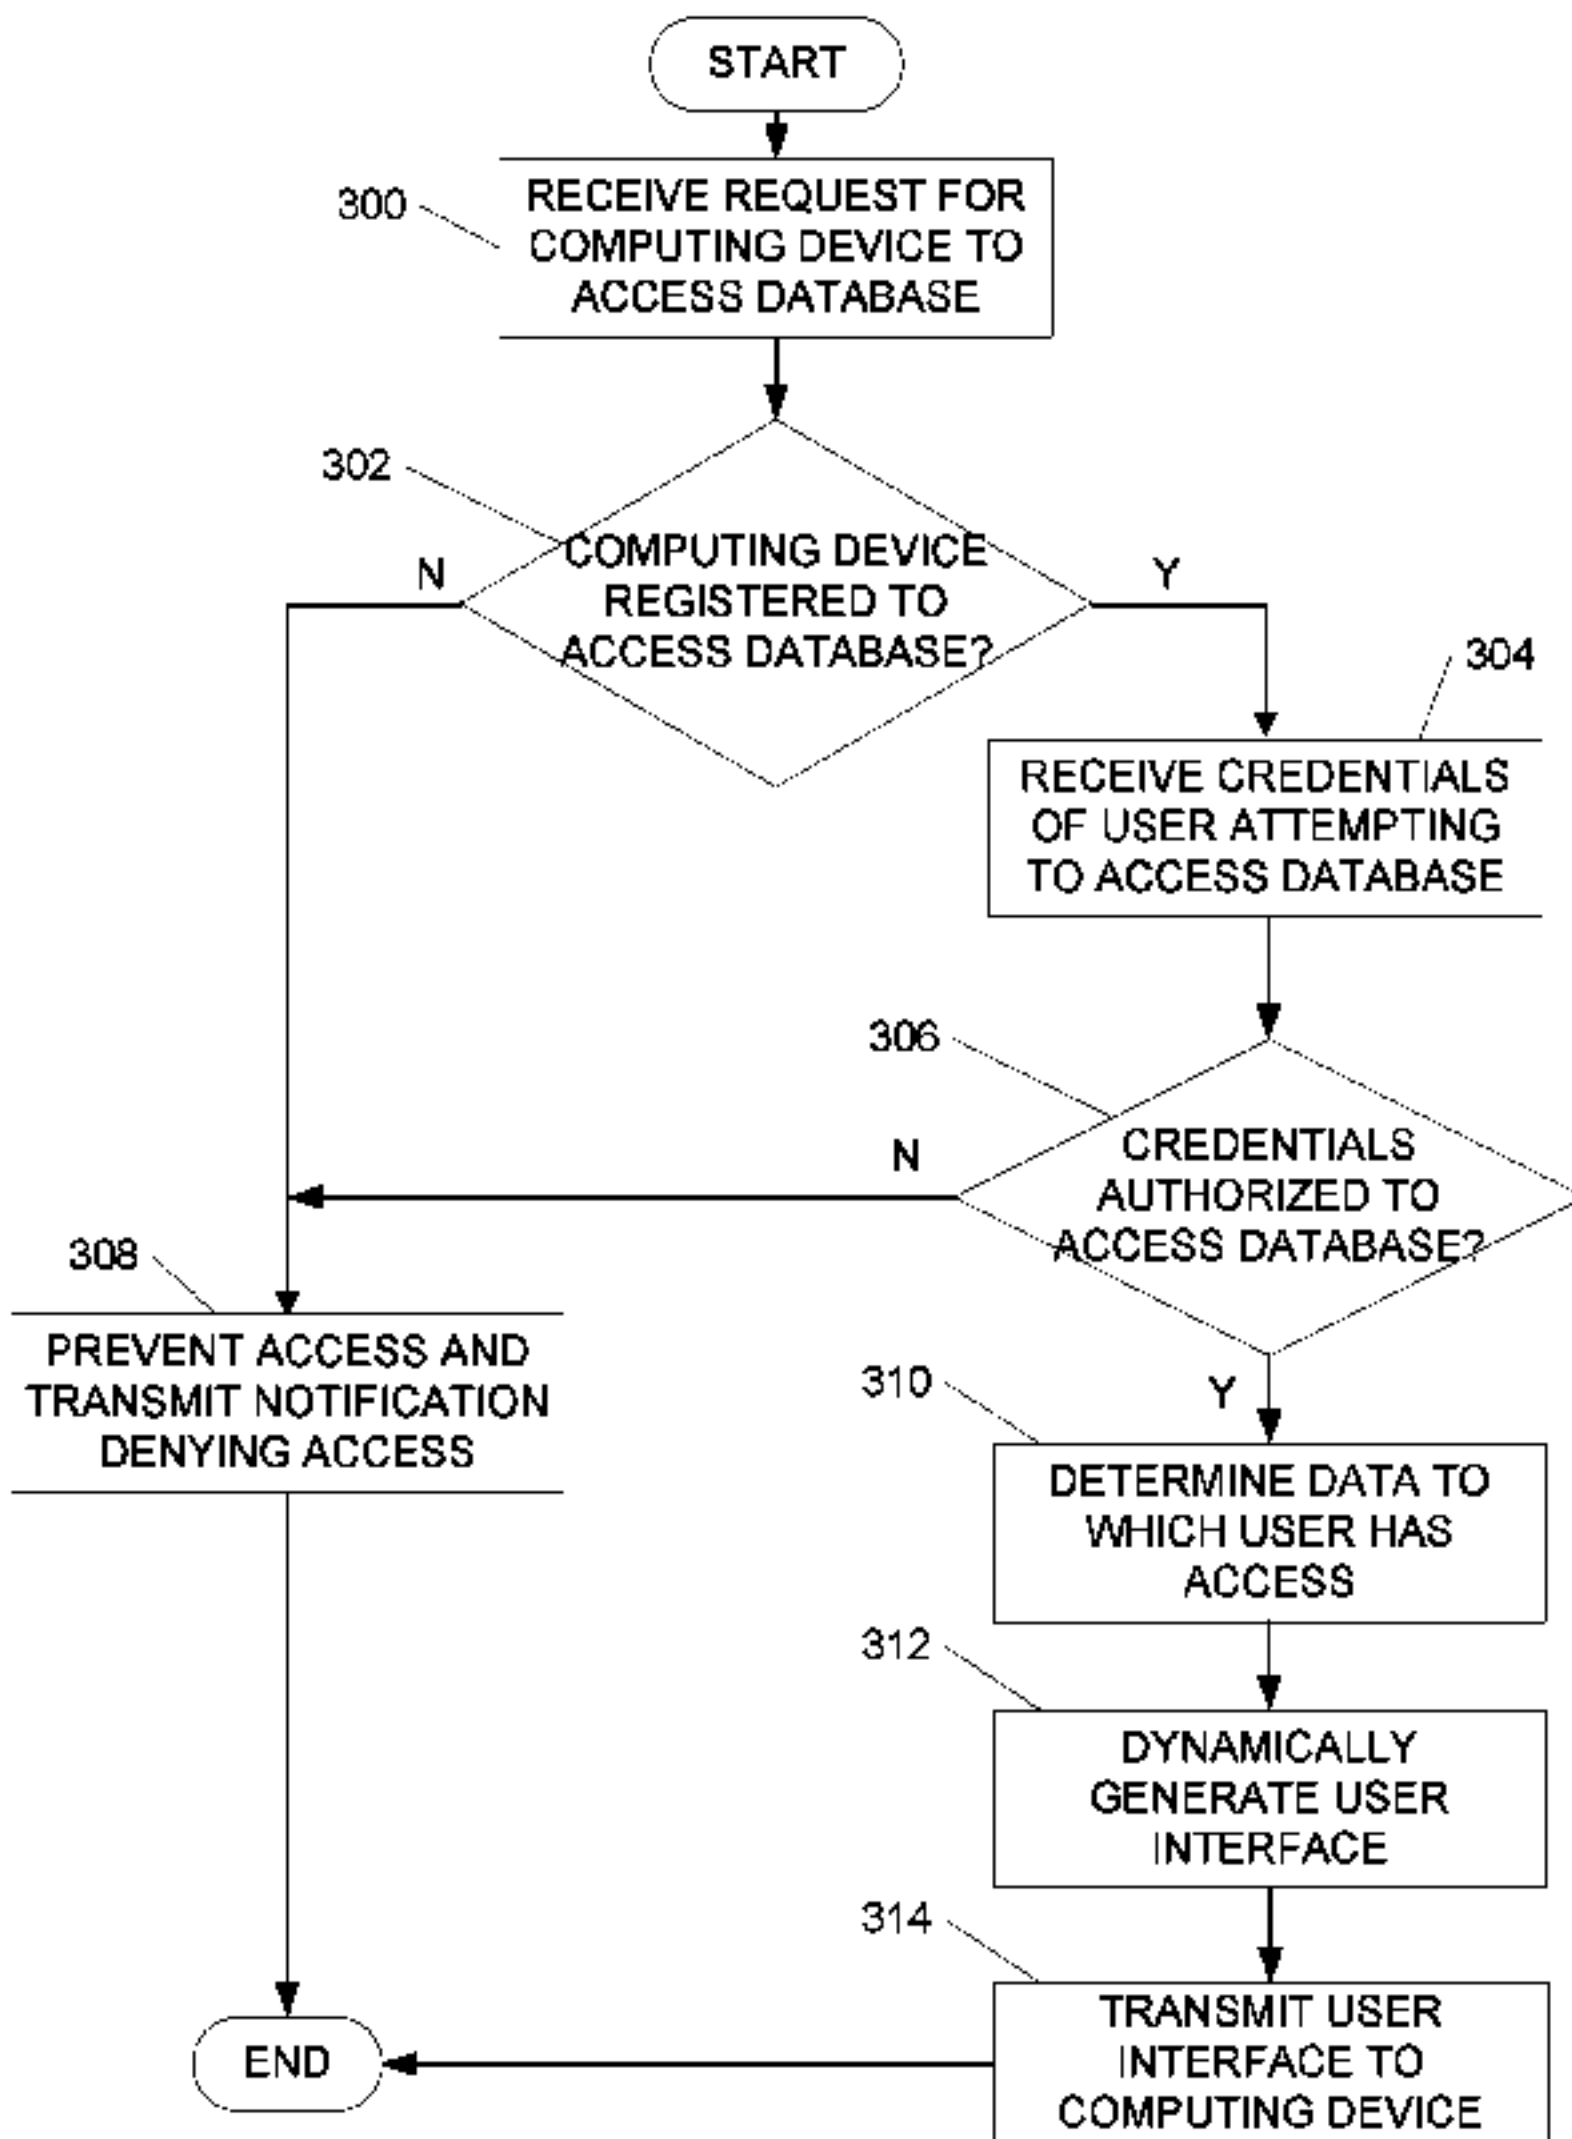 START
300
RECEIVE REQUEST FOR
COMPUTING DEVICE TO
ACCESS DATABASE
302
N
COMPUTING DEVICE
REGISTERED TO
ACCESS DATABASE?
Y
304
RECEIVE CREDENTIALS
OF USER ATTEMPTING
TO ACCESS DATABASE
306
N
CREDENTIALS
AUTHORIZED TO
ACCESS DATABASE?
308
PREVENT ACCESS AND
TRANSMIT NOTIFICATION
DENYING ACCESS
310
Y
DETERMINE DATA TO
WHICH USER HAS
ACCESS
312
DYNAMICALLY
GENERATE USER
INTERFACE
314
TRANSMIT USER
INTERFACE TO
COMPUTING DEVICE
END